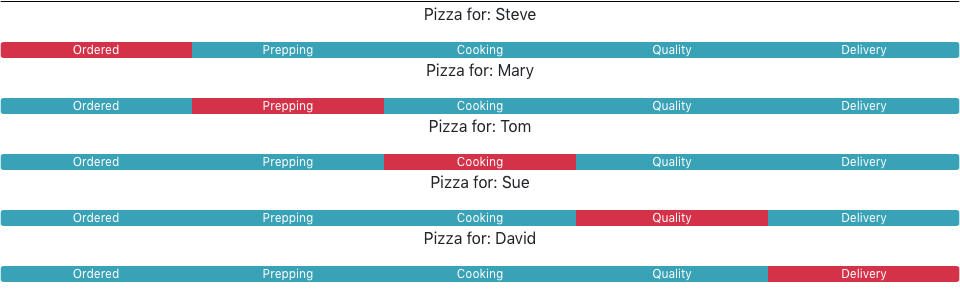 Pizza for: Steve
Ordered Prepping Cooking Quality Delivery
Pizza for: Mary
Ordered Prepping Cooking Quality Delivery
Pizza for: Tom
Ordered Prepping Cooking Quality Delivery
Pizza for: Sue
Ordered Prepping Cooking Quality Delivery
Pizza for: David
Ordered Prepping Cooking Quality Delivery